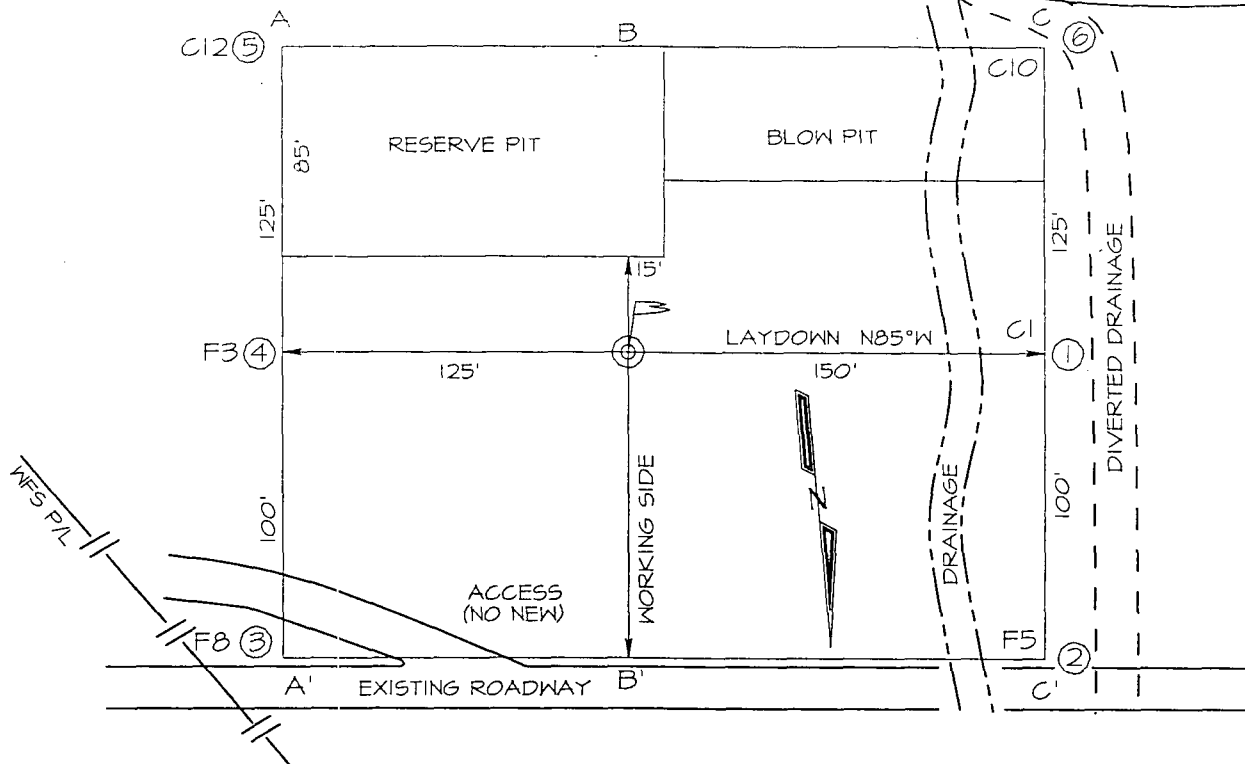 A
B
C
C12 ⑤
⑥
C10
RESERVE PIT
BLOW PIT
85'
125'
125'
15'
DIVERTED DRAINAGE
F3 ④
LAYDOWN N85°W
C1
①
125'
150'
WFS P/L
100'
WORKING SIDE
N
DRAINAGE
100'
ACCESS
(NO NEW)
F8 ③
F5
②
A'
EXISTING ROADWAY
B'
C'